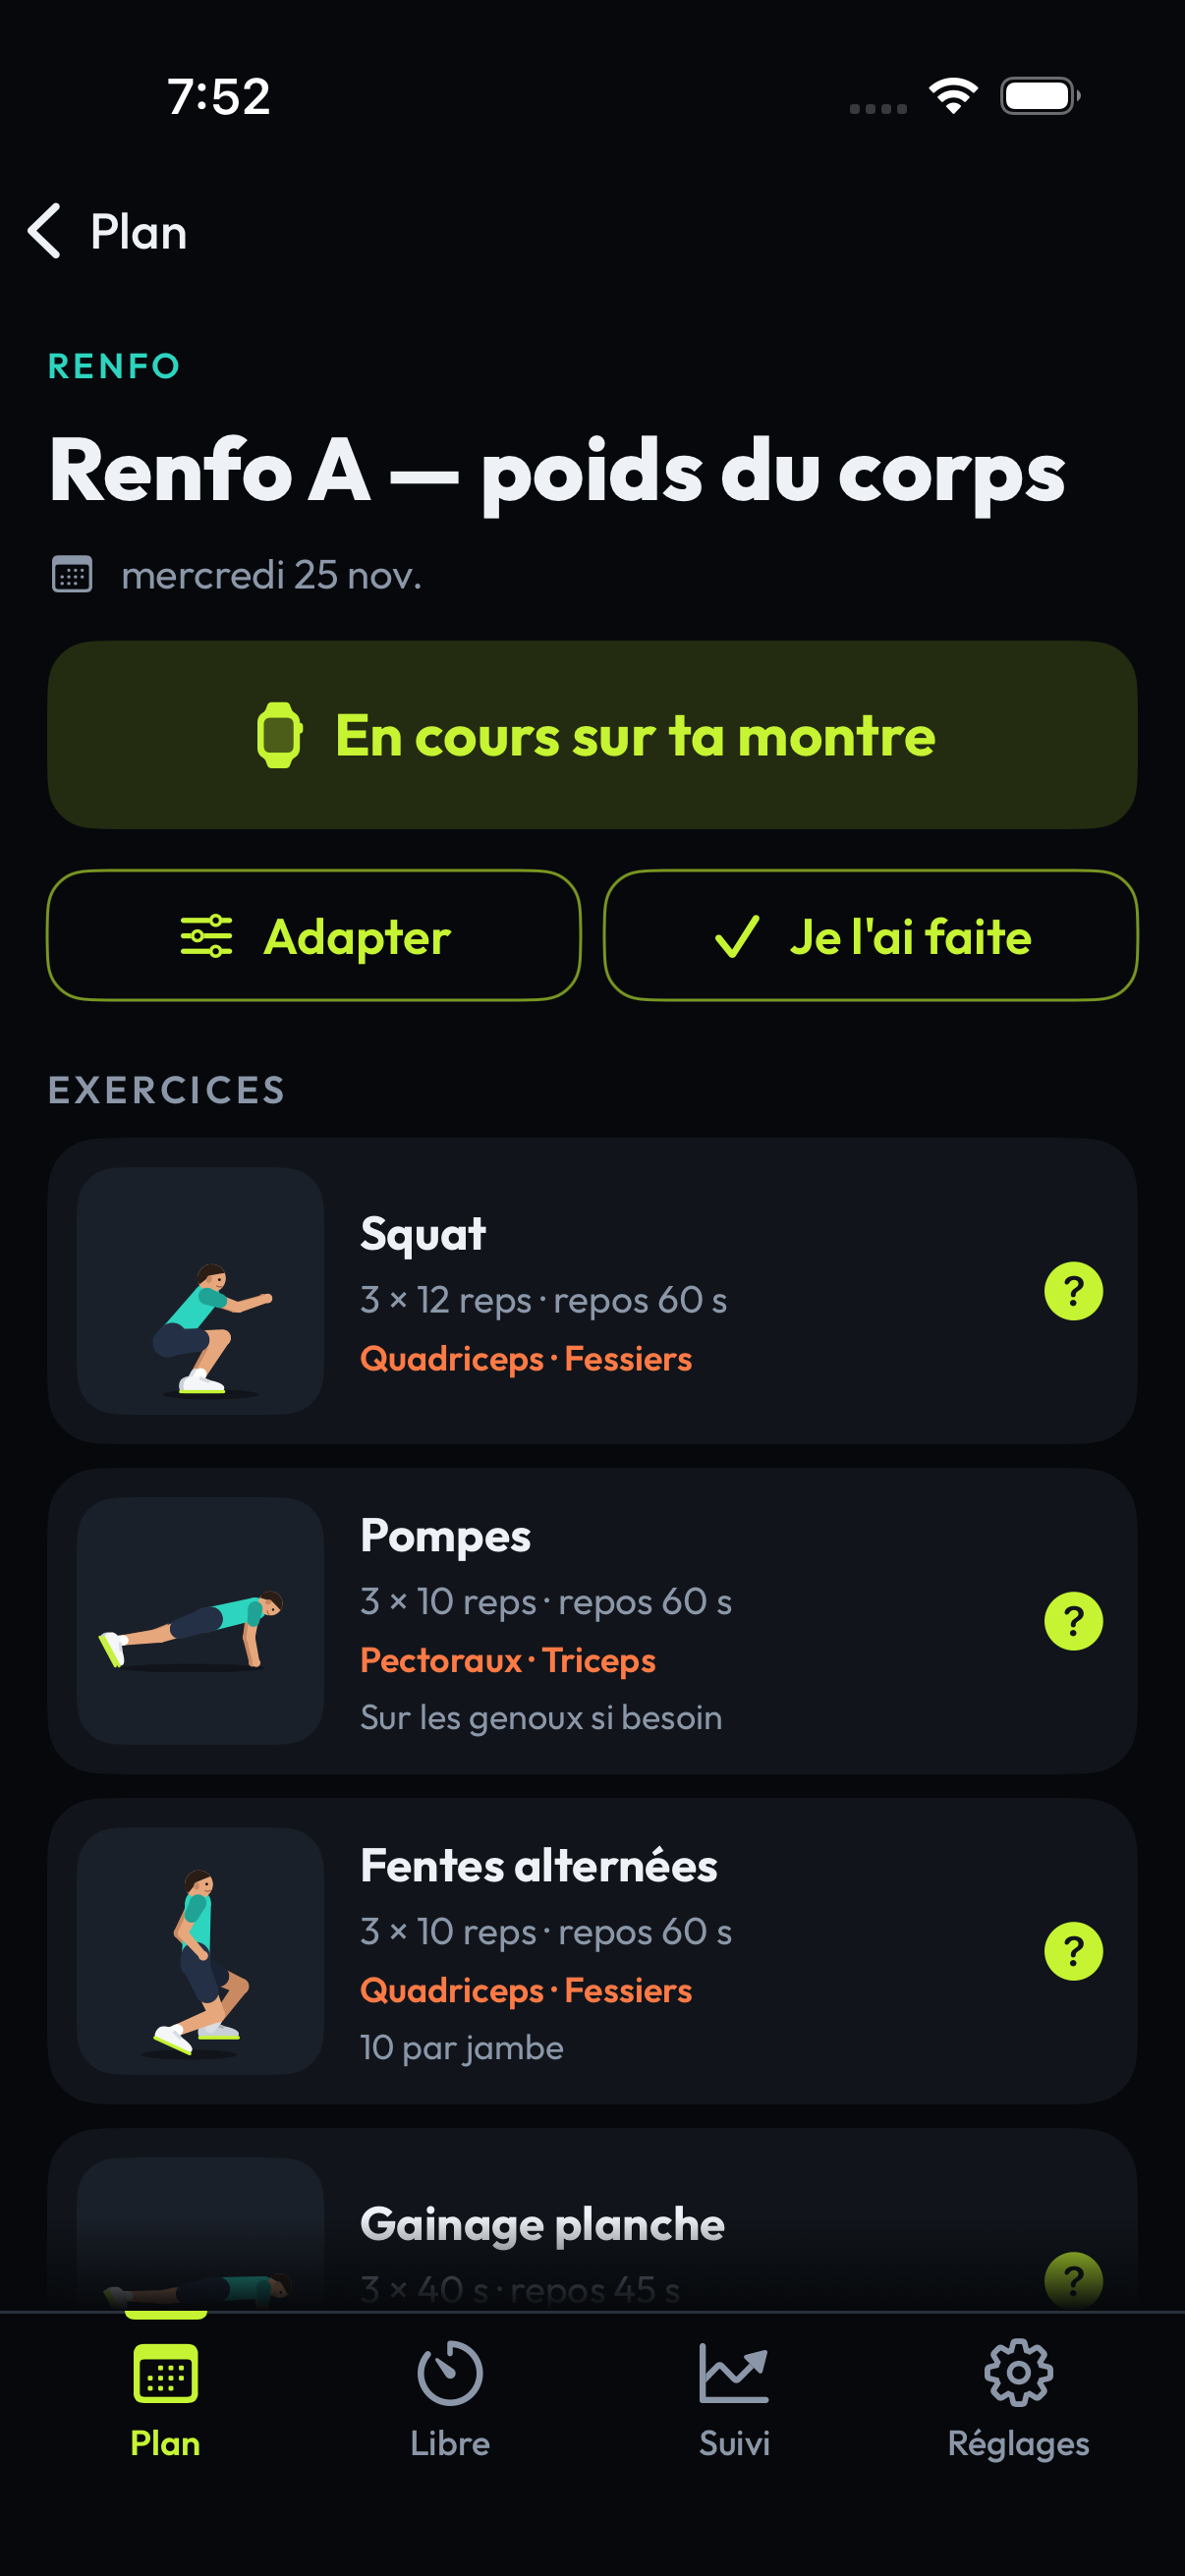 7:52
Plan
RENFO
Renfo A — poids du corps
mercredi 25 nov.
En cours sur ta montre
Adapter
Je l'ai faite
EXERCICES
Squat
3 × 12 reps · repos 60 s
Quadriceps · Fessiers
?
Pompes
3 × 10 reps · repos 60 s
Pectoraux · Triceps
Sur les genoux si besoin
?
Fentes alternées
3 × 10 reps · repos 60 s
Quadriceps · Fessiers
10 par jambe
?
Gainage planche
3 × 40 s · repos 45 s
?
Plan
Libre
Suivi
Réglages